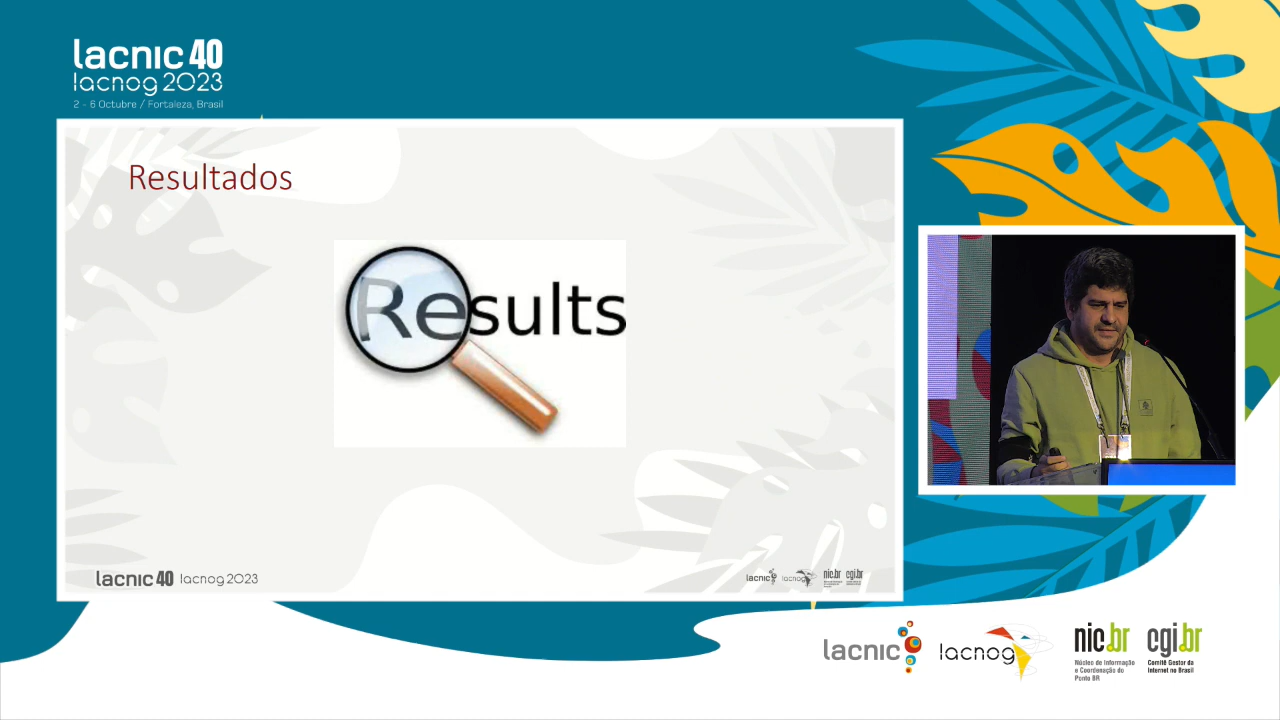 lacnic 40
lacnog 2023
2 - 6 Octubre / Fortaleza, Brasil
Resultados
Results
lacnic 40 lacnog 2023
lacnic lacnog nic.br cgi.br
lacnic lacnog nic.br cgi.br
Núcleo de Informação
e Coordenação do
Ponto BR
Comitê Gestor da
Internet no Brasil